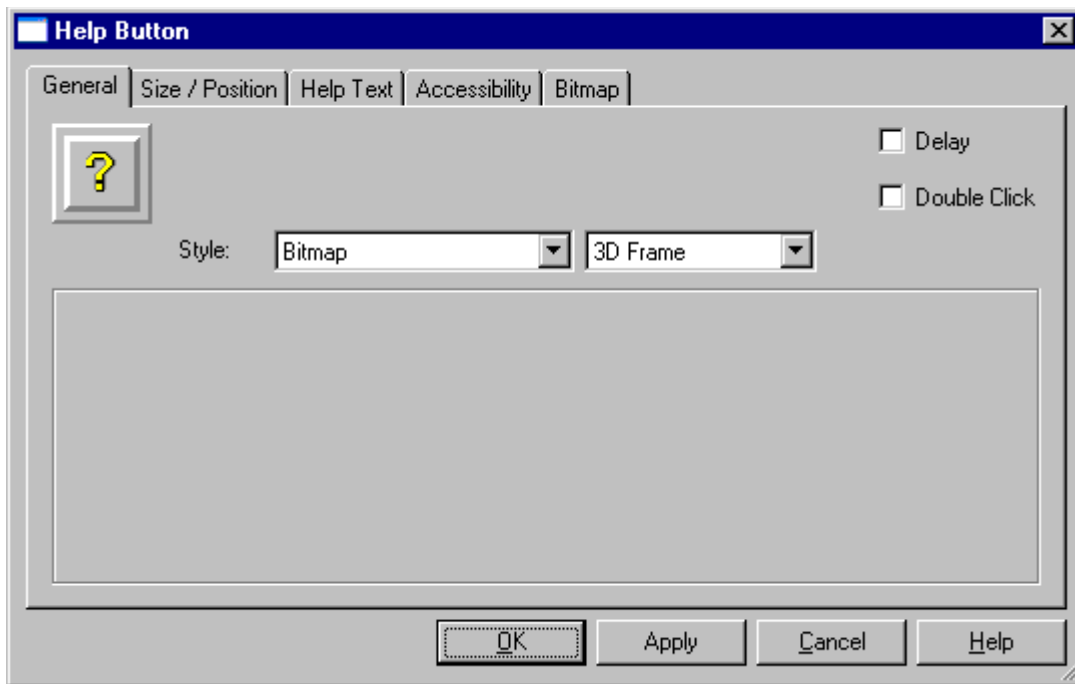 Help Button
General Size / Position Help Text Accessibility Bitmap
?
Delay
Double Click
Style: Bitmap 3D Frame
OK Apply Cancel Help